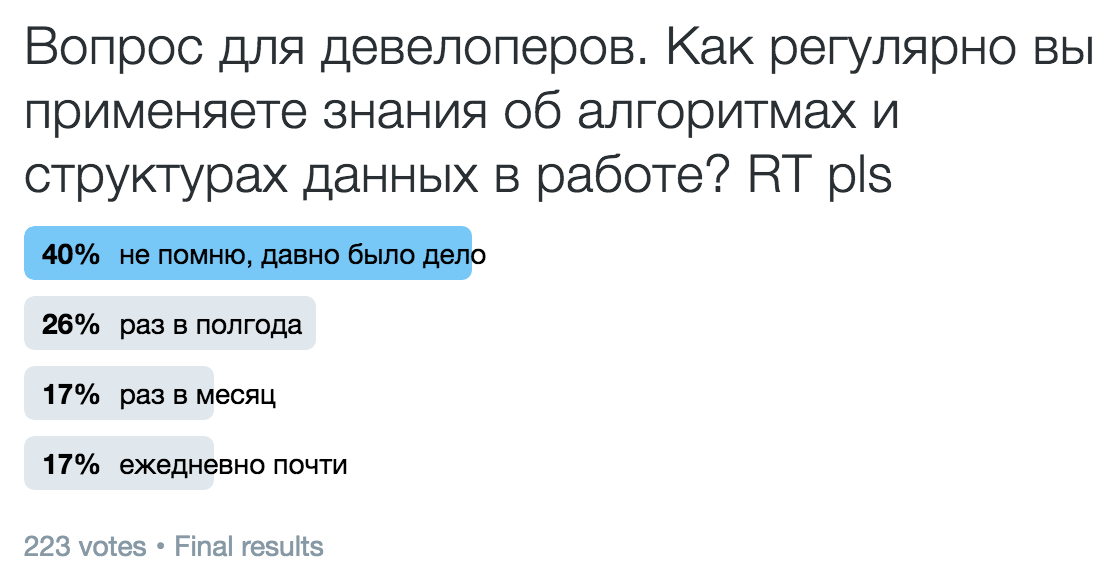 Вопрос для девелоперов. Как регулярно вы
применяете знания об алгоритмах и
структурах данных в работе? RT pls
40% не помню, давно было дело
26% раз в полгода
17% раз в месяц
17% ежедневно почти
223 votes • Final results